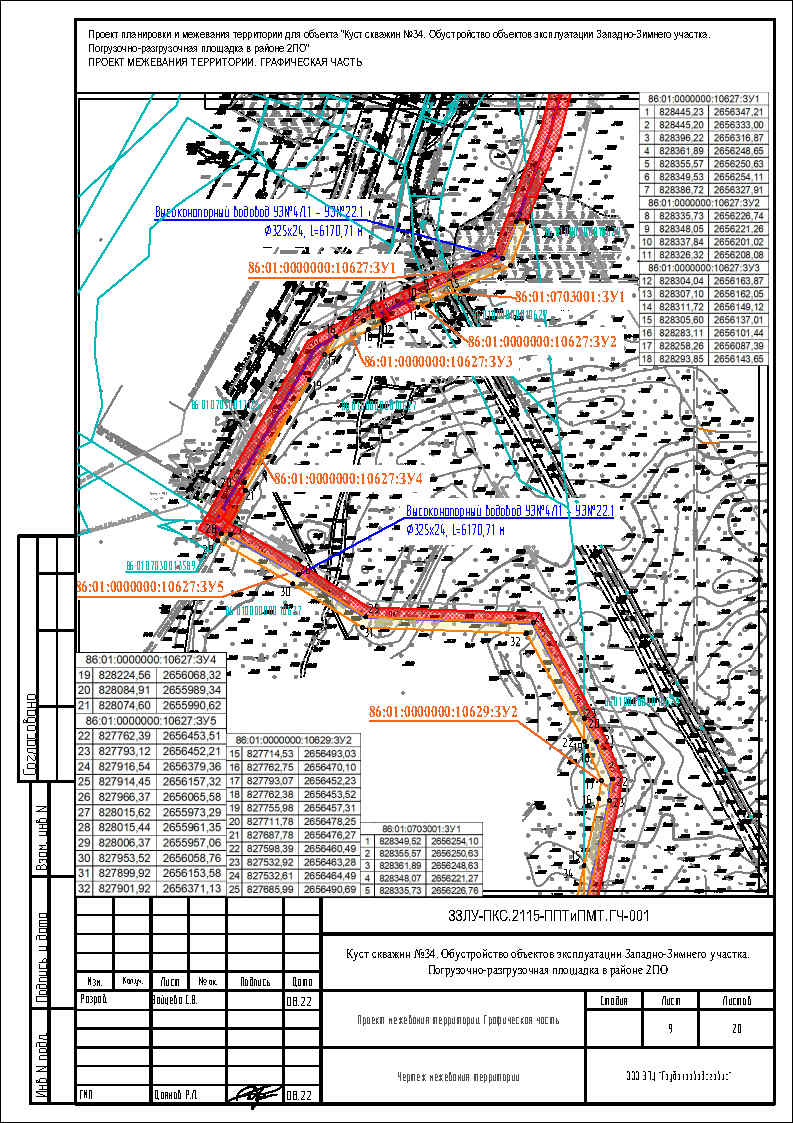 Проект планировки и межевания территории для объекта "Куст скважин №34. Обустройство объектов эксплуатации Западно-Зимнего участка.
Погрузочно-разгрузочная площадка в районе 2ПО"
ПРОЕКТ МЕЖЕВАНИЯ ТЕРРИТОРИИ. ГРАФИЧЕСКАЯ ЧАСТЬ
86:01:0000000:10627:ЗУ1
1 828445,23 2656347,21
2 828445,20 2656333,00
3 828396,22 2656316,87
4 828361,89 2656248,65
5 828355,57 2656250,63
6 828349,53 2656254,11
7 828386,72 2656327,91
86:01:0000000:10627:ЗУ2
8 828335,73 2656226,74
9 828348,05 2656221,26
10 828337,84 2656201,02
11 828326,32 2656208,08
86:01:0000000:10627:ЗУ3
12 828304,04 2656163,87
13 828307,10 2656162,05
14 828311,72 2656149,12
15 828305,60 2656137,01
16 828283,11 2656101,44
17 828258,26 2656087,39
18 828293,85 2656143,65
Высоконапорный водовод УЗ№4/11 - УЗ№22.1
Ф325х24, L=6170,71 м
86:01:0000000:10627:ЗУ1
86:01:0703001:ЗУ1
86:01:0000000:10627:ЗУ2
86:01:0000000:10627:ЗУ3
86:01:0000000:10627:ЗУ4
Высоконапорный водовод УЗ№4/11 - УЗ№22.1
Ф325х24, L=6170,71 м
86:01:0000000:10627:ЗУ5
30
31
32
86:01:0000000:10629:ЗУ2
86:01:0000000:10627:ЗУ4
19 828224,56 2656068,32
20 828084,91 2655989,34
21 828074,60 2655990,62
86:01:0000000:10627:ЗУ5
22 827762,39 2656453,51
23 827793,12 2656452,21
24 827916,54 2656379,36
25 827914,45 2656157,32
26 827966,37 2656065,58
27 828015,62 2655973,29
28 828015,44 2655961,35
29 828006,37 2655957,06
30 827953,52 2656058,76
31 827899,92 2656153,58
32 827901,92 2656371,13
86:01:0000000:10629:ЗУ2
15 827714,53 2656493,03
16 827762,75 2656470,10
17 827793,07 2656452,23
18 827762,38 2656453,52
19 827755,98 2656457,31
20 827711,78 2656478,25
21 827687,78 2656476,27
22 827598,39 2656460,49
23 827532,92 2656463,28
24 827532,61 2656464,49
25 827685,99 2656490,69
86:01:0703001:ЗУ1
1 828349,52 2656254,10
2 828355,57 2656250,63
3 828361,89 2656248,63
4 828348,07 2656221,27
5 828335,73 2656226,76
Согласовано
Взам. инв N
Подпись и дата
Инв N подл.
ЗЗЛУ-ПКС.2115-ППТиПМТ.ГЧ-001
Куст скважин №34. Обустройство объектов эксплуатации Западно-Зимнего участка.
Погрузочно-разгрузочная площадка в районе 2ПО
Изм. Кол.уч. Лист № ок. Подпись Дата
Разраб. Зайцева С.В. 08.22
Проект межевания территории. Графическая часть
Стадия Лист Листов
9 20
Чертеж межевания территории
ГИП 08.22